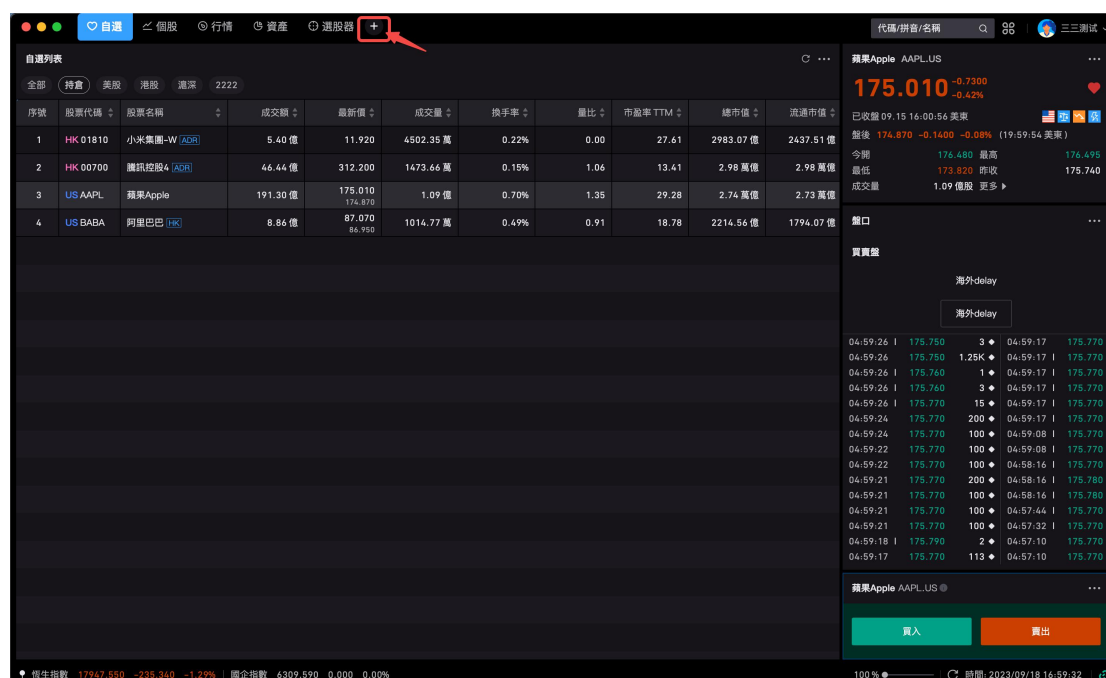 自選 個股 行情 資產 選股器 + 代碼/拼音/名稱 三三测试
自選列表
全部 持倉 美股 港股 滬深 2222
序號 股票代碼 股票名稱 成交額 最新價 成交量 換手率 量比 市盈率 TTM 總市值 流通市值
1 HK 01810 小米集團-W ADR 5.40 億 11.920 4502.35 萬 0.22% 0.00 27.61 2983.07 億 2437.51 億
2 HK 00700 騰訊控股4 ADR 46.44 億 312.200 1473.66 萬 0.15% 1.06 13.41 2.98 萬億 2.98 萬億
3 US AAPL 蘋果Apple 191.30 億 175.010 1.09 億 0.70% 1.35 29.28 2.74 萬億 2.73 萬億
174.870
4 US BABA 阿里巴巴 HK 8.86 億 87.070 1014.77 萬 0.49% 0.91 18.78 2214.56 億 1794.07 億
86.950
蘋果Apple AAPL.US
175.010 -0.7300
-0.42%
已收盤 09.15 16:00:56 美東
盤後 174.870 -0.1400 -0.08% (19:59:54 美東)
今開 176.480 最高 176.495
最低 173.820 昨收 175.740
成交量 1.09 億股 更多
盤口
買賣盤
海外delay
海外delay
04:59:26 175.750 3 04:59:17 175.770
04:59:26 175.750 1.25K 04:59:17 175.770
04:59:26 175.760 1 04:59:17 175.770
04:59:26 175.760 3 04:59:17 175.770
04:59:26 175.770 15 04:59:17 175.770
04:59:24 175.770 200 04:59:17 175.770
04:59:24 175.770 100 04:59:08 175.770
04:59:22 175.770 100 04:59:08 175.770
04:59:22 175.770 100 04:58:16 175.770
04:59:21 175.770 200 04:58:16 175.780
04:59:21 175.770 100 04:58:16 175.780
04:59:21 175.770 100 04:57:44 175.770
04:59:21 175.770 100 04:57:32 175.770
04:59:18 175.790 2 04:57:10 175.770
04:59:17 175.770 113 04:57:10 175.770
蘋果Apple AAPL.US
買入 賣出
恆生指數 17947.550 -235.340 -1.29% 國企指數 6309.590 0.000 0.00% 100% 時間: 2023/09/18 16:59:32